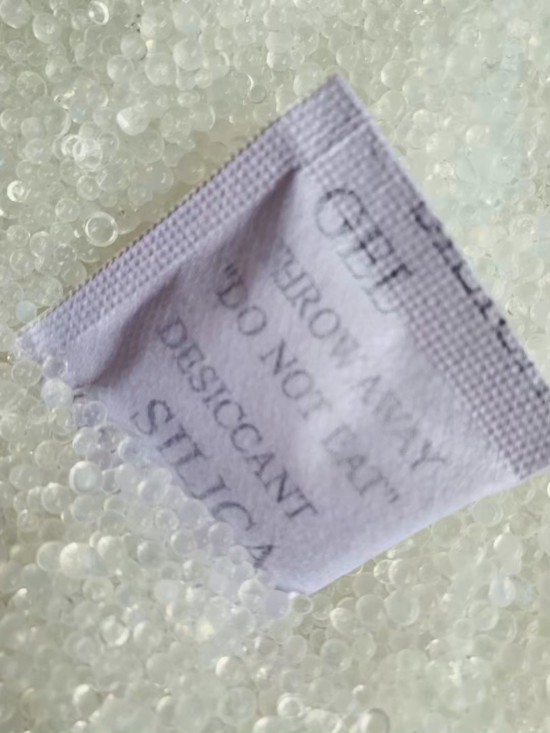 GEL
THROW AWAY
"DO NOT EAT"
DESICCANT
SILICA